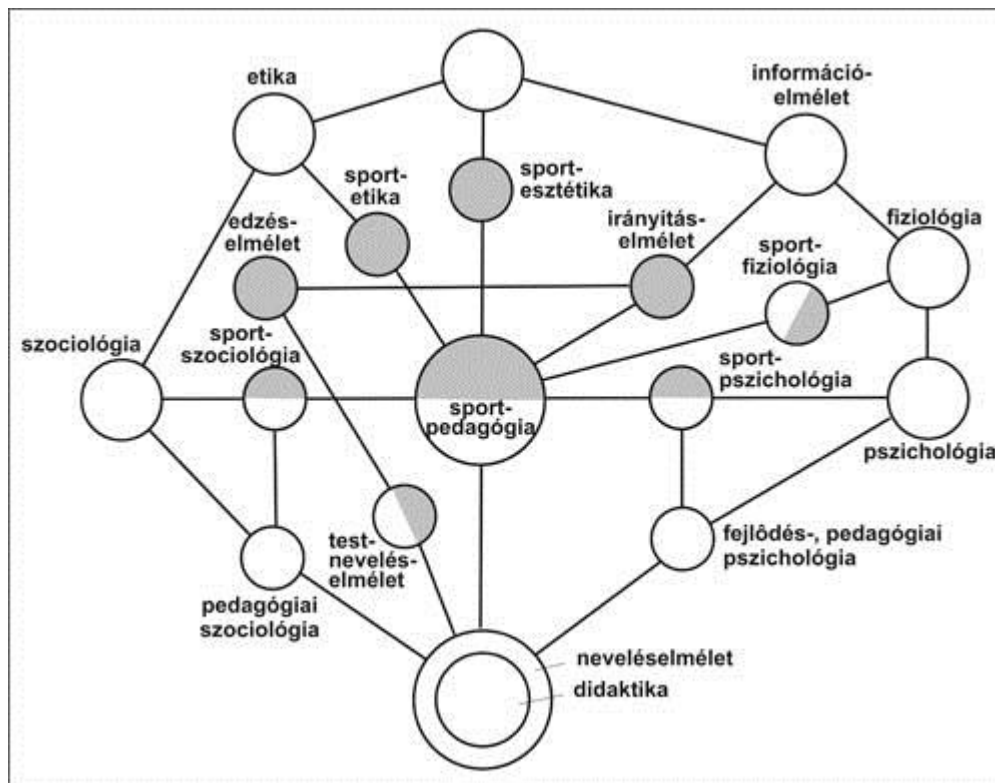 etika
információ-
elmélet
sport-
etika
sport-
esztétika
edzés-
elmélet
irányítás-
elmélet
fiziológia
sport-
fiziológia
szociológia
sport-
szociológia
sport-
pszichológia
sport-
pedagógia
pszichológia
test-
nevelés-
elmélet
fejlôdés-, pedagógiai
pszichológia
pedagógiai
szociológia
neveléselmélet
didaktika